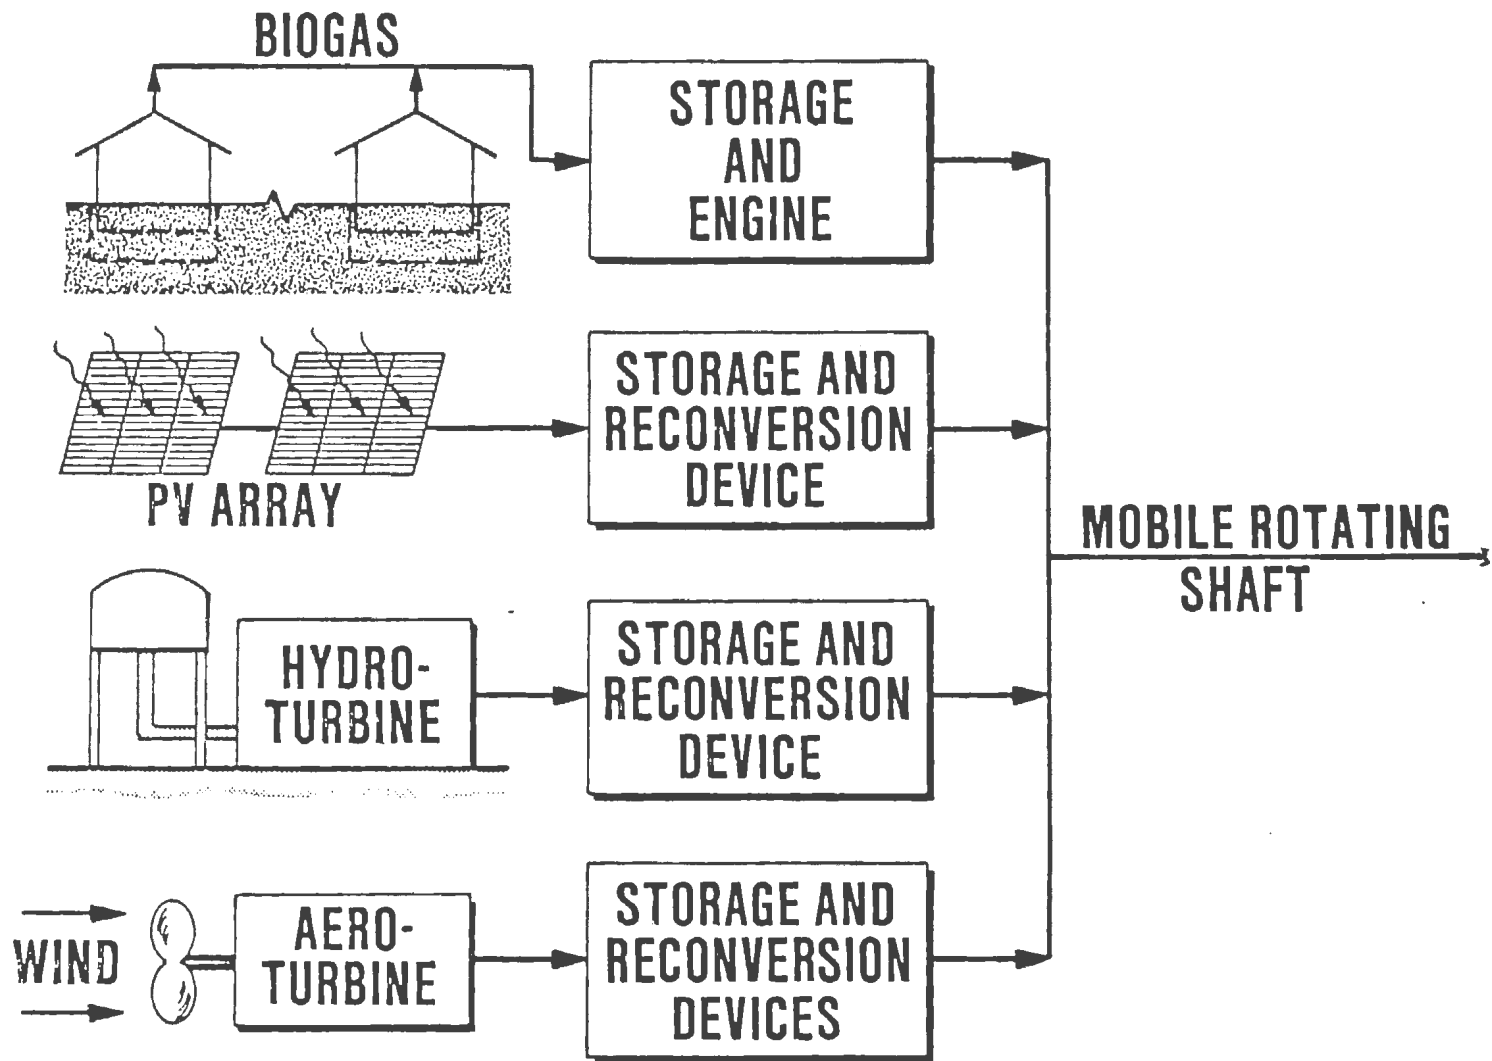 BIOGAS
STORAGE
AND
ENGINE
STORAGE AND
RECONVERSION
DEVICE
PV ARRAY
MOBILE ROTATING
SHAFT
HYDRO-
TURBINE
STORAGE AND
RECONVERSION
DEVICE
WIND
AERO-
TURBINE
STORAGE AND
RECONVERSION
DEVICES